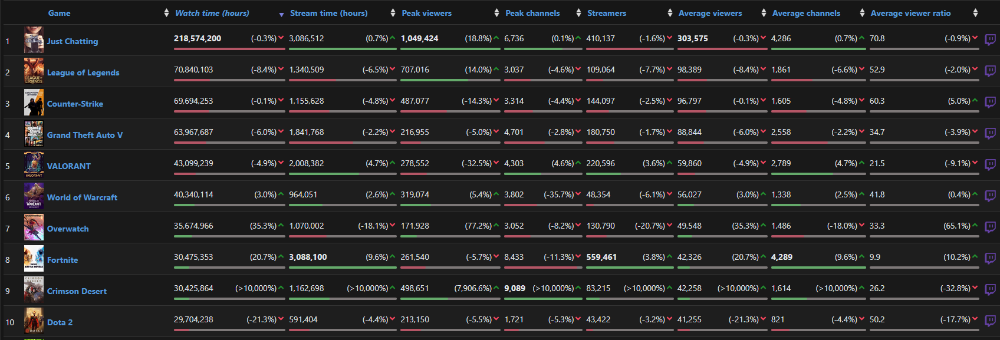 Game Watch time (hours) Stream time (hours) Peak viewers Peak channels Streamers Average viewers Average channels Average viewer ratio
1 Just Chatting 218,574,200 (-0.3%) 3,086,512 (0.7%) 1,049,424 (18.8%) 6,736 (0.1%) 410,137 (-1.6%) 303,575 (-0.3%) 4,286 (0.7%) 70.8 (-0.9%)
2 League of Legends 70,840,103 (-8.4%) 1,340,509 (-6.5%) 707,016 (14.0%) 3,037 (-4.6%) 109,064 (-7.7%) 98,389 (-8.4%) 1,861 (-6.6%) 52.9 (-2.0%)
3 Counter-Strike 69,694,253 (-0.1%) 1,155,628 (-4.8%) 487,077 (-14.3%) 3,314 (-4.4%) 144,097 (-2.5%) 96,797 (-0.1%) 1,605 (-4.8%) 60.3 (5.0%)
4 Grand Theft Auto V 63,967,687 (-6.0%) 1,841,768 (-2.2%) 216,955 (-5.0%) 4,701 (-2.8%) 180,750 (-1.7%) 88,844 (-6.0%) 2,558 (-2.2%) 34.7 (-3.9%)
5 VALORANT 43,099,239 (-4.9%) 2,008,382 (4.7%) 278,552 (-32.5%) 4,303 (4.6%) 220,596 (3.6%) 59,860 (-4.9%) 2,789 (4.7%) 21.5 (-9.1%)
6 World of Warcraft 40,340,114 (3.0%) 964,051 (2.6%) 319,074 (5.4%) 3,802 (-35.7%) 48,354 (-6.1%) 56,027 (3.0%) 1,338 (2.5%) 41.8 (0.4%)
7 Overwatch 35,674,966 (35.3%) 1,070,002 (-18.1%) 171,928 (77.2%) 3,052 (-8.2%) 130,790 (-20.7%) 49,548 (35.3%) 1,486 (-18.0%) 33.3 (65.1%)
8 Fortnite 30,475,353 (20.7%) 3,088,100 (9.6%) 261,540 (-5.7%) 8,433 (-11.3%) 559,461 (3.8%) 42,326 (20.7%) 4,289 (9.6%) 9.9 (10.2%)
9 Crimson Desert 30,425,864 (>10,000%) 1,162,698 (>10,000%) 498,651 (7,906.6%) 9,089 (>10,000%) 83,215 (>10,000%) 42,258 (>10,000%) 1,614 (>10,000%) 26.2 (-32.8%)
10 Dota 2 29,704,238 (-21.3%) 591,404 (-4.4%) 213,150 (-5.5%) 1,721 (-5.3%) 43,422 (-3.2%) 41,255 (-21.3%) 821 (-4.4%) 50.2 (-17.7%)